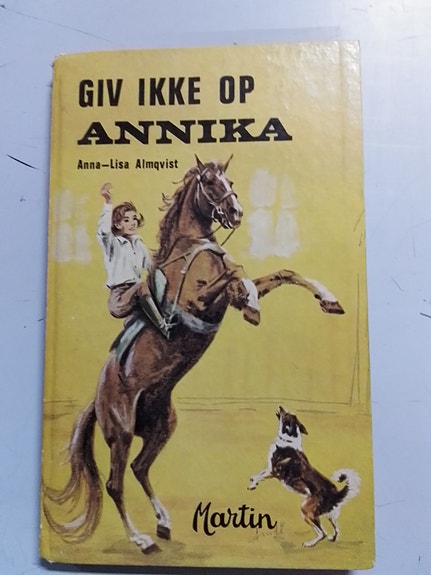 GIV IKKE OP
ANNIKA
Anna-Lisa Almqvist
Martin